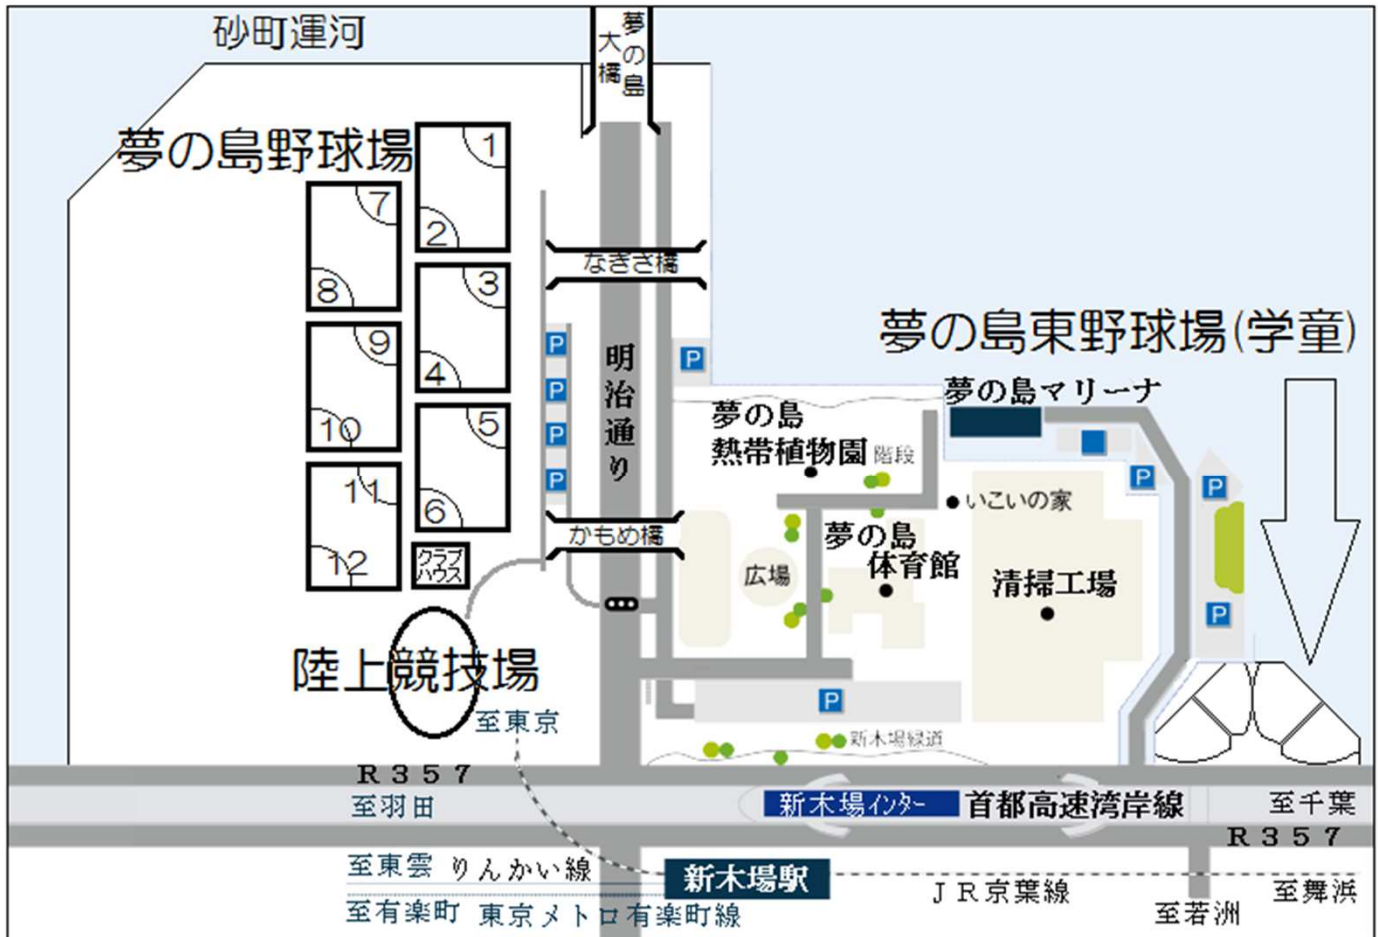 砂町運河
夢の島
大橋
夢の島野球場
1
2
3
4
5
6
7
8
9
10
11
12
クラブ
ハウス
陸上競技場
なぎさ橋
明治通り
かもめ橋
P
P
P
P
P
夢の島東野球場(学童)
夢の島マリーナ
夢の島
熱帯植物園
階段
いこいの家
P
P
夢の島
体育館
広場
清掃工場
P
P
新木場緑道
至東京
R357
至羽田
新木場インター
首都高速湾岸線
至千葉
R357
至東雲 りんかい線
新木場駅
JR京葉線
至舞浜
至有楽町 東京メトロ有楽町線
至若洲